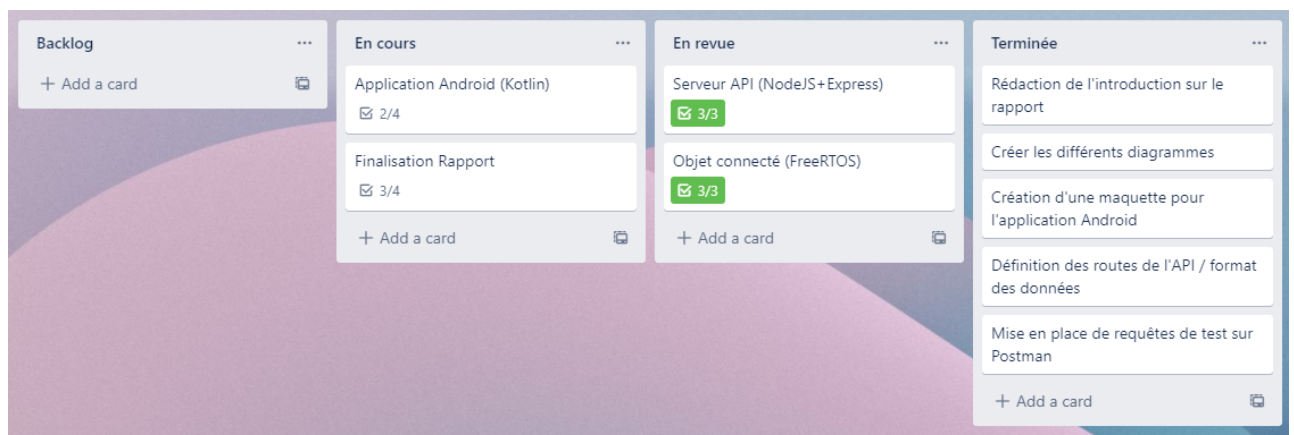 Backlog
+ Add a card
En cours
Application Android (Kotlin)
2/4
Finalisation Rapport
3/4
+ Add a card
En revue
Serveur API (NodeJS+Express)
3/3
Objet connecté (FreeRTOS)
3/3
+ Add a card
Terminée
Rédaction de l'introduction sur le
rapport
Créer les différents diagrammes
Création d'une maquette pour
l'application Android
Définition des routes de l'API / format
des données
Mise en place de requêtes de test sur
Postman
+ Add a card